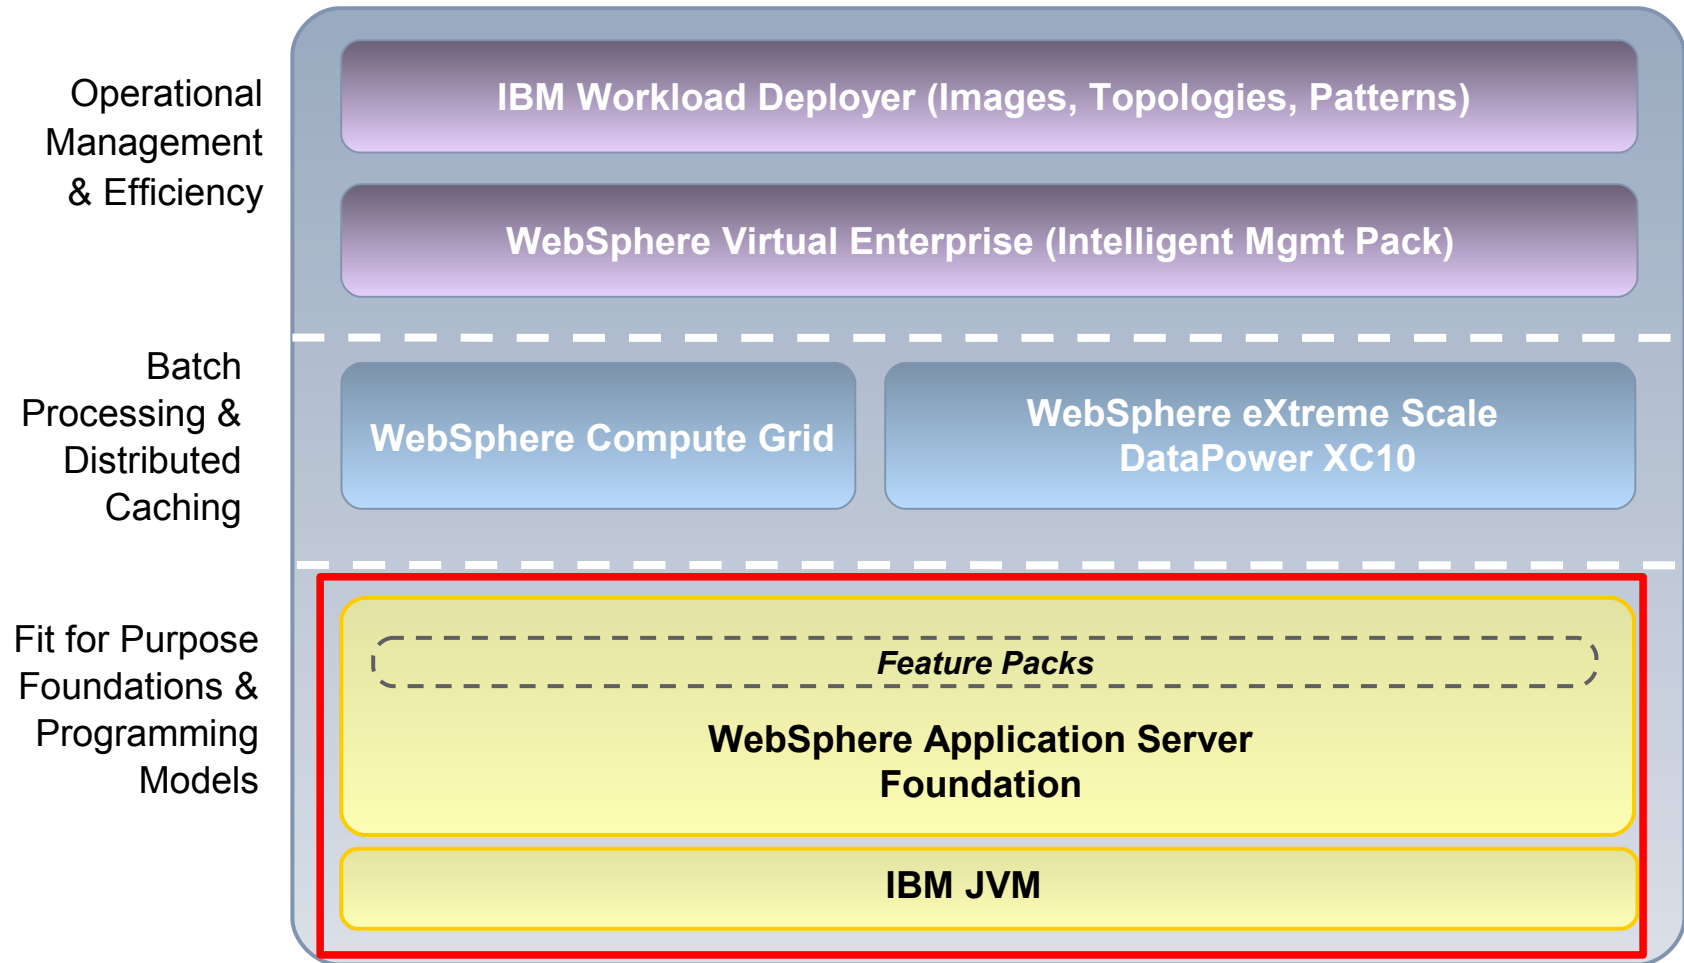 Operational
Management
& Efficiency
IBM Workload Deployer (Images, Topologies, Patterns)
WebSphere Virtual Enterprise (Intelligent Mgmt Pack)
Batch
Processing &
Distributed
Caching
WebSphere Compute Grid
WebSphere eXtreme Scale
DataPower XC10
Fit for Purpose
Foundations &
Programming
Models
Feature Packs
WebSphere Application Server
Foundation
IBM JVM